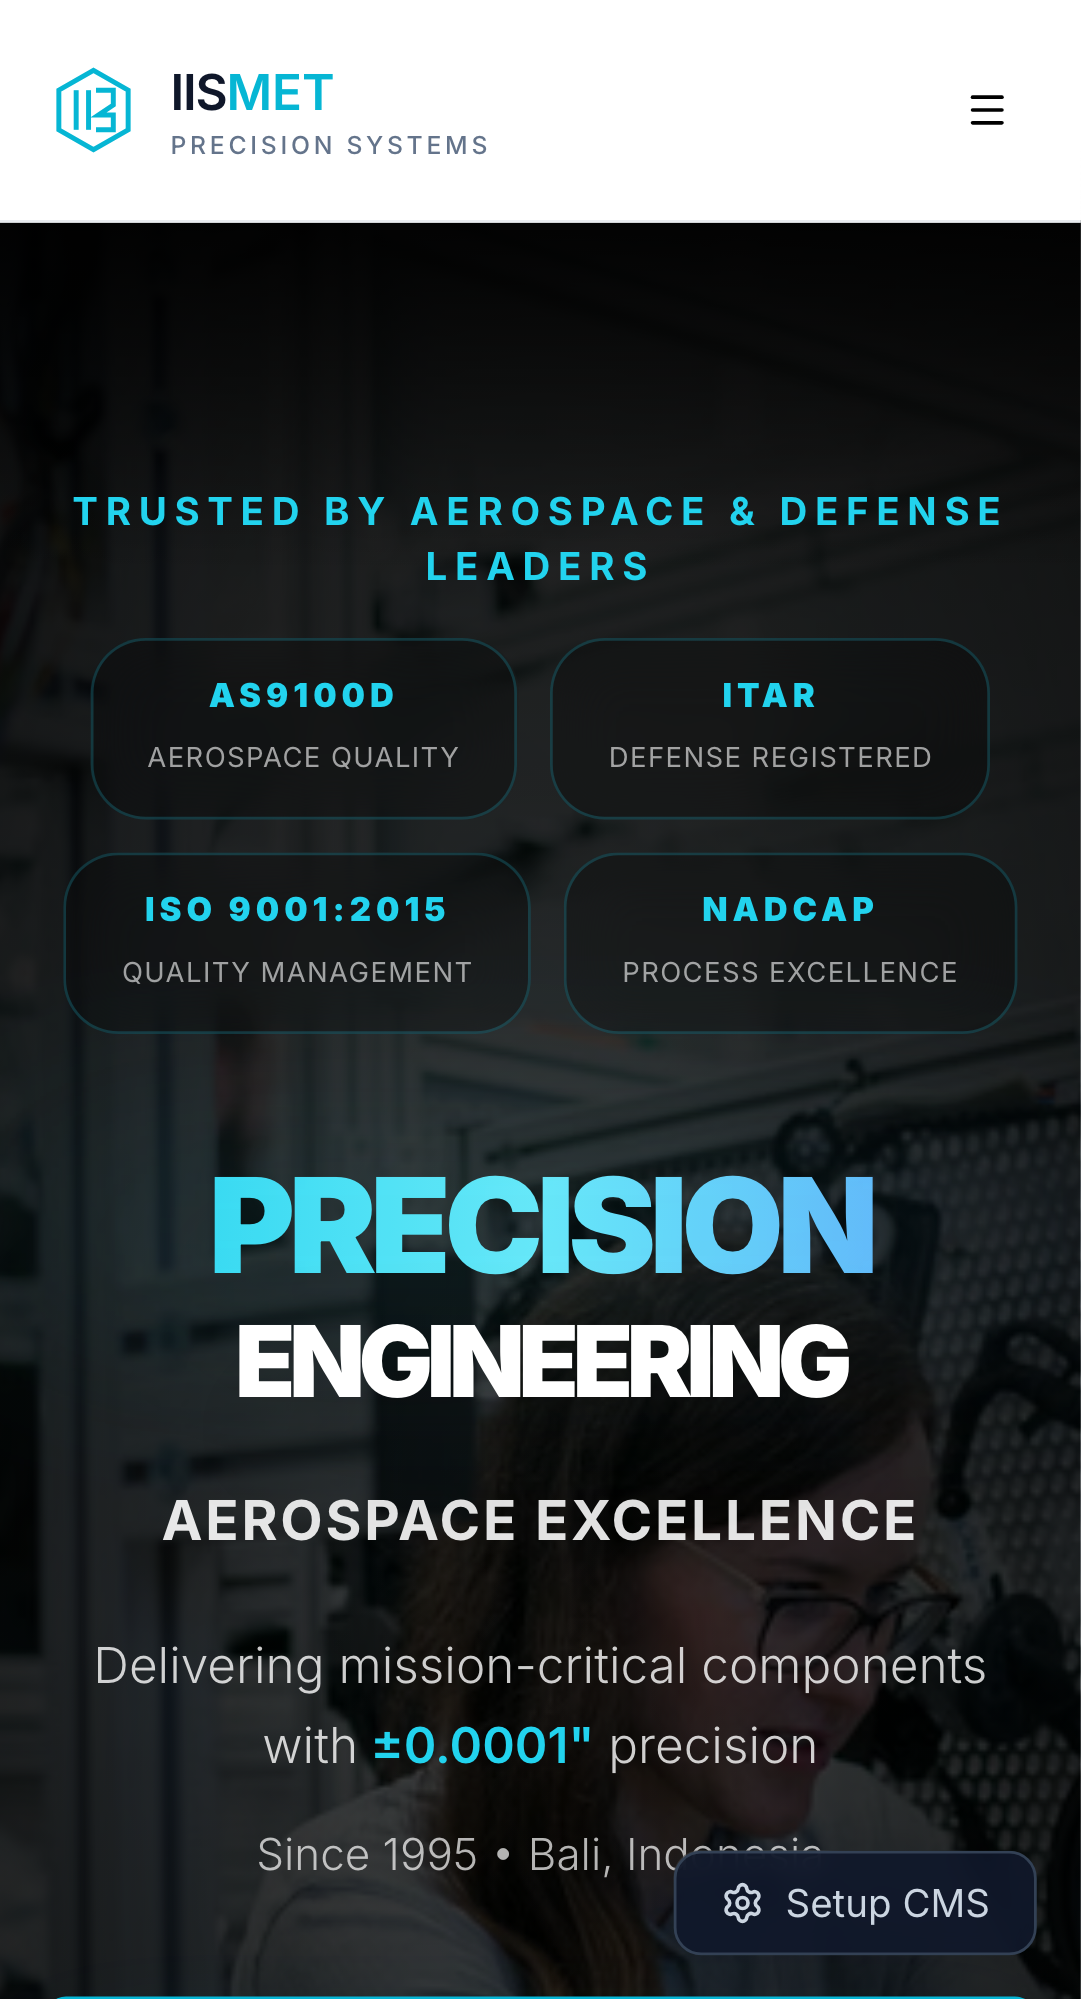 IISMET
PRECISION SYSTEMS
TRUSTED BY AEROSPACE & DEFENSE
LEADERS
AS9100D
AEROSPACE QUALITY
ITAR
DEFENSE REGISTERED
ISO 9001:2015
QUALITY MANAGEMENT
NADCAP
PROCESS EXCELLENCE
PRECISION
ENGINEERING
AEROSPACE EXCELLENCE
Delivering mission-critical components
with ±0.0001" precision
Since 1995 • Bali, Indonesia
Setup CMS